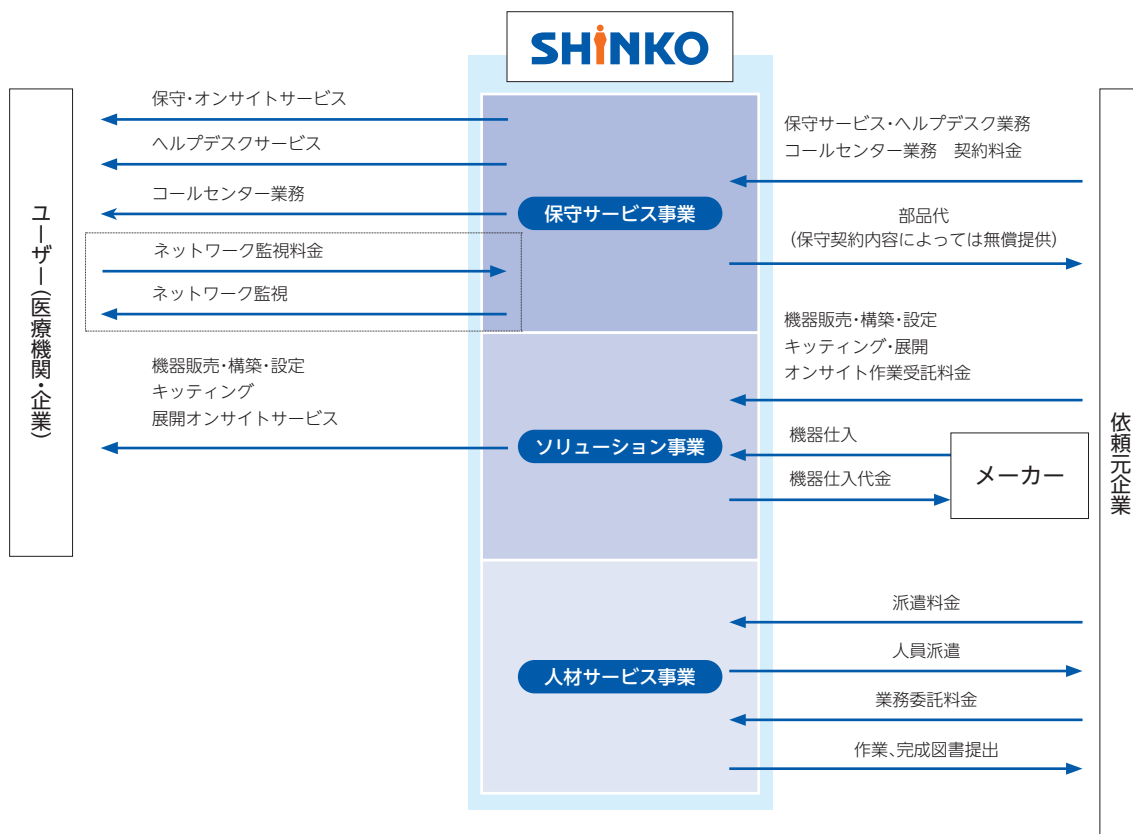 SHiNKO
ユーザー(医療機関・企業)
保守・オンサイトサービス
ヘルプデスクサービス
コールセンター業務
ネットワーク監視料金
ネットワーク監視
機器販売・構築・設定
キッティング
展開オンサイトサービス
保守サービス事業
ソリューション事業
人材サービス事業
保守サービス・ヘルプデスク業務
コールセンター業務　契約料金
部品代
(保守契約内容によっては無償提供)
機器販売・構築・設定
キッティング・展開
オンサイト作業受託料金
機器仕入
機器仕入代金
メーカー
派遣料金
人員派遣
業務委託料金
作業、完成図書提出
依頼元企業